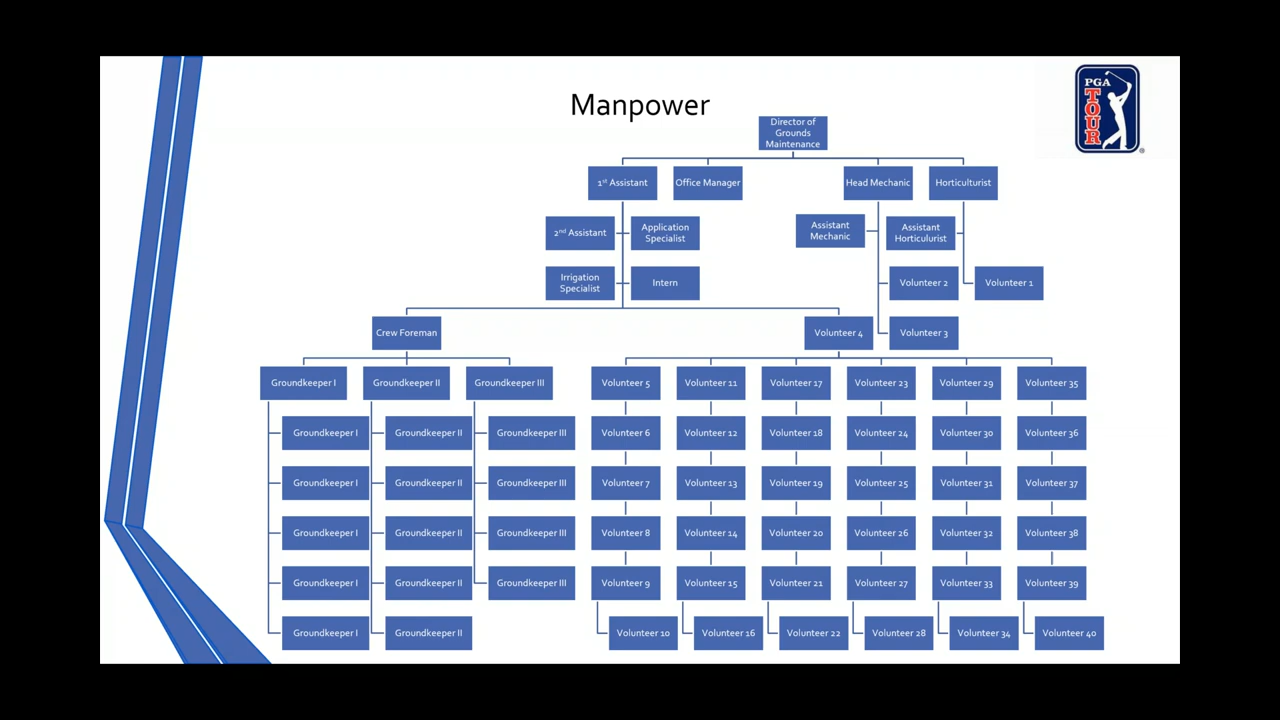 Manpower
PGA
TOUR
®
Director of
Grounds
Maintenance
1st Assistant
Office Manager
Head Mechanic
Horticulturist
2nd Assistant
Application
Specialist
Assistant
Mechanic
Assistant
Horticulurist
Irrigation
Specialist
Intern
Volunteer 2
Volunteer 1
Crew Foreman
Volunteer 4
Volunteer 3
Groundkeeper I
Groundkeeper II
Groundkeeper III
Volunteer 5
Volunteer 11
Volunteer 17
Volunteer 23
Volunteer 29
Volunteer 35
Groundkeeper I
Groundkeeper II
Groundkeeper III
Volunteer 6
Volunteer 12
Volunteer 18
Volunteer 24
Volunteer 30
Volunteer 36
Groundkeeper I
Groundkeeper II
Groundkeeper III
Volunteer 7
Volunteer 13
Volunteer 19
Volunteer 25
Volunteer 31
Volunteer 37
Groundkeeper I
Groundkeeper II
Groundkeeper III
Volunteer 8
Volunteer 14
Volunteer 20
Volunteer 26
Volunteer 32
Volunteer 38
Groundkeeper I
Groundkeeper II
Groundkeeper III
Volunteer 9
Volunteer 15
Volunteer 21
Volunteer 27
Volunteer 33
Volunteer 39
Groundkeeper I
Groundkeeper II
Volunteer 10
Volunteer 16
Volunteer 22
Volunteer 28
Volunteer 34
Volunteer 40